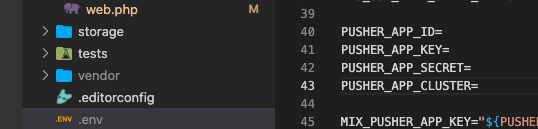 web.php M
storage
tests
vendor
.editorconfig
.ENV .env
39
40 PUSHER_APP_ID=
41 PUSHER_APP_KEY=
42 PUSHER_APP_SECRET=
43 PUSHER_APP_CLUSTER=
44
45 MIX_PUSHER_APP_KEY="${PUSHER